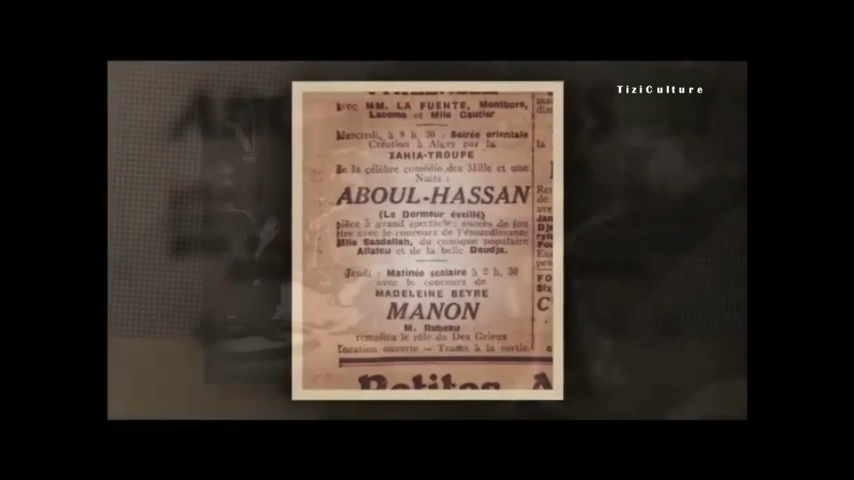 TiziCulture
avec MM. LA FUENTE, Montbars,
Lacome et Mlle Gautier
Mercredi, à 8 h. 30 : Soirée orientale
Création à Alger par la
ZAHIA-TROUPE
de la célèbre comédie des Mille et une
Nuits :
ABOUL-HASSAN
(Le Dormeur éveillé)
pièce à grand spectacle ; succès de fou
rire avec le concours de l'étourdissante
Mlle Saadallah, du comique populaire
Allalou et de la belle Doudja.
Jeudi : Matinée scolaire à 2 h. 30
avec le concours de
MADELEINE BEYRE
MANON
M. Rubeau
remplira le rôle de Des Grieux
Location ouverte — Trams à la sortie
Petites A